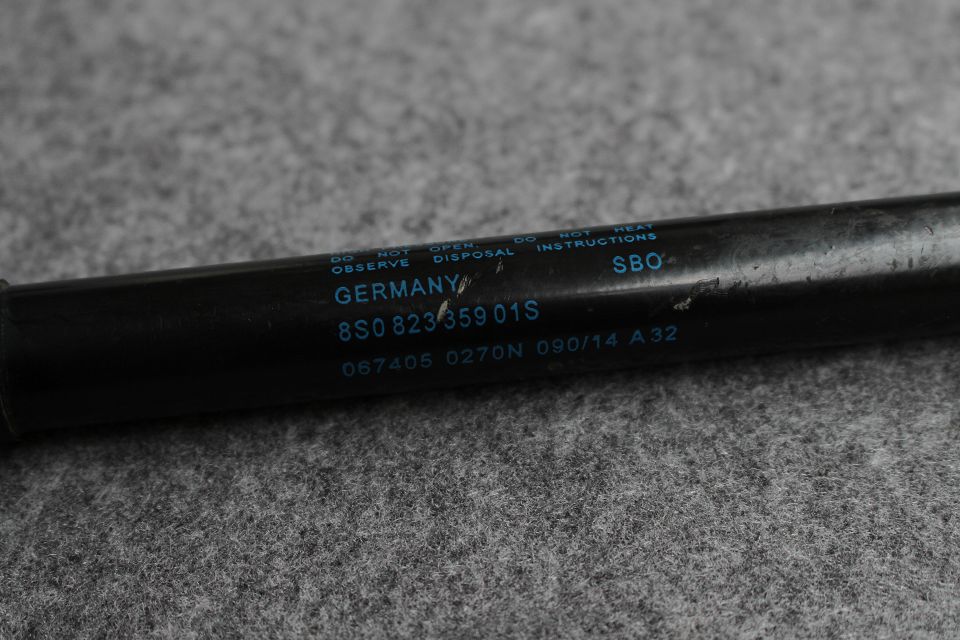 DO NOT OPEN DO NOT HEAT
OBSERVE DISPOSAL INSTRUCTIONS
GERMANY SBO
8S0 823 359 01S
067405 0270N 090/14 A 32